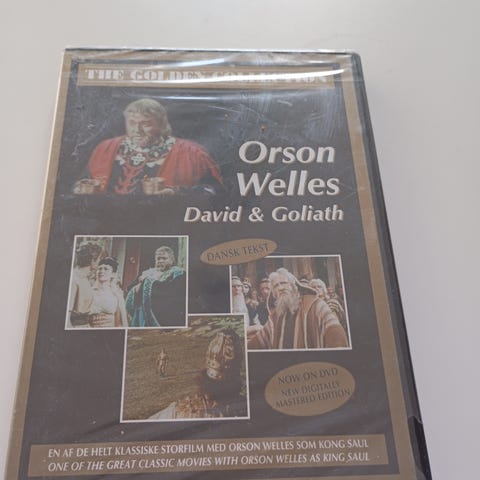 THE GOLDEN COLLECTION
Orson
Welles
David & Goliath
DANSK TEKST
NOW ON DVD
NEW DIGITALLY
MASTERED EDITION
EN AF DE HELT KLASSISKE STORFILM MED ORSON WELLES SOM KONG SAUL
ONE OF THE GREAT CLASSIC MOVIES WITH ORSON WELLES AS KING SAUL